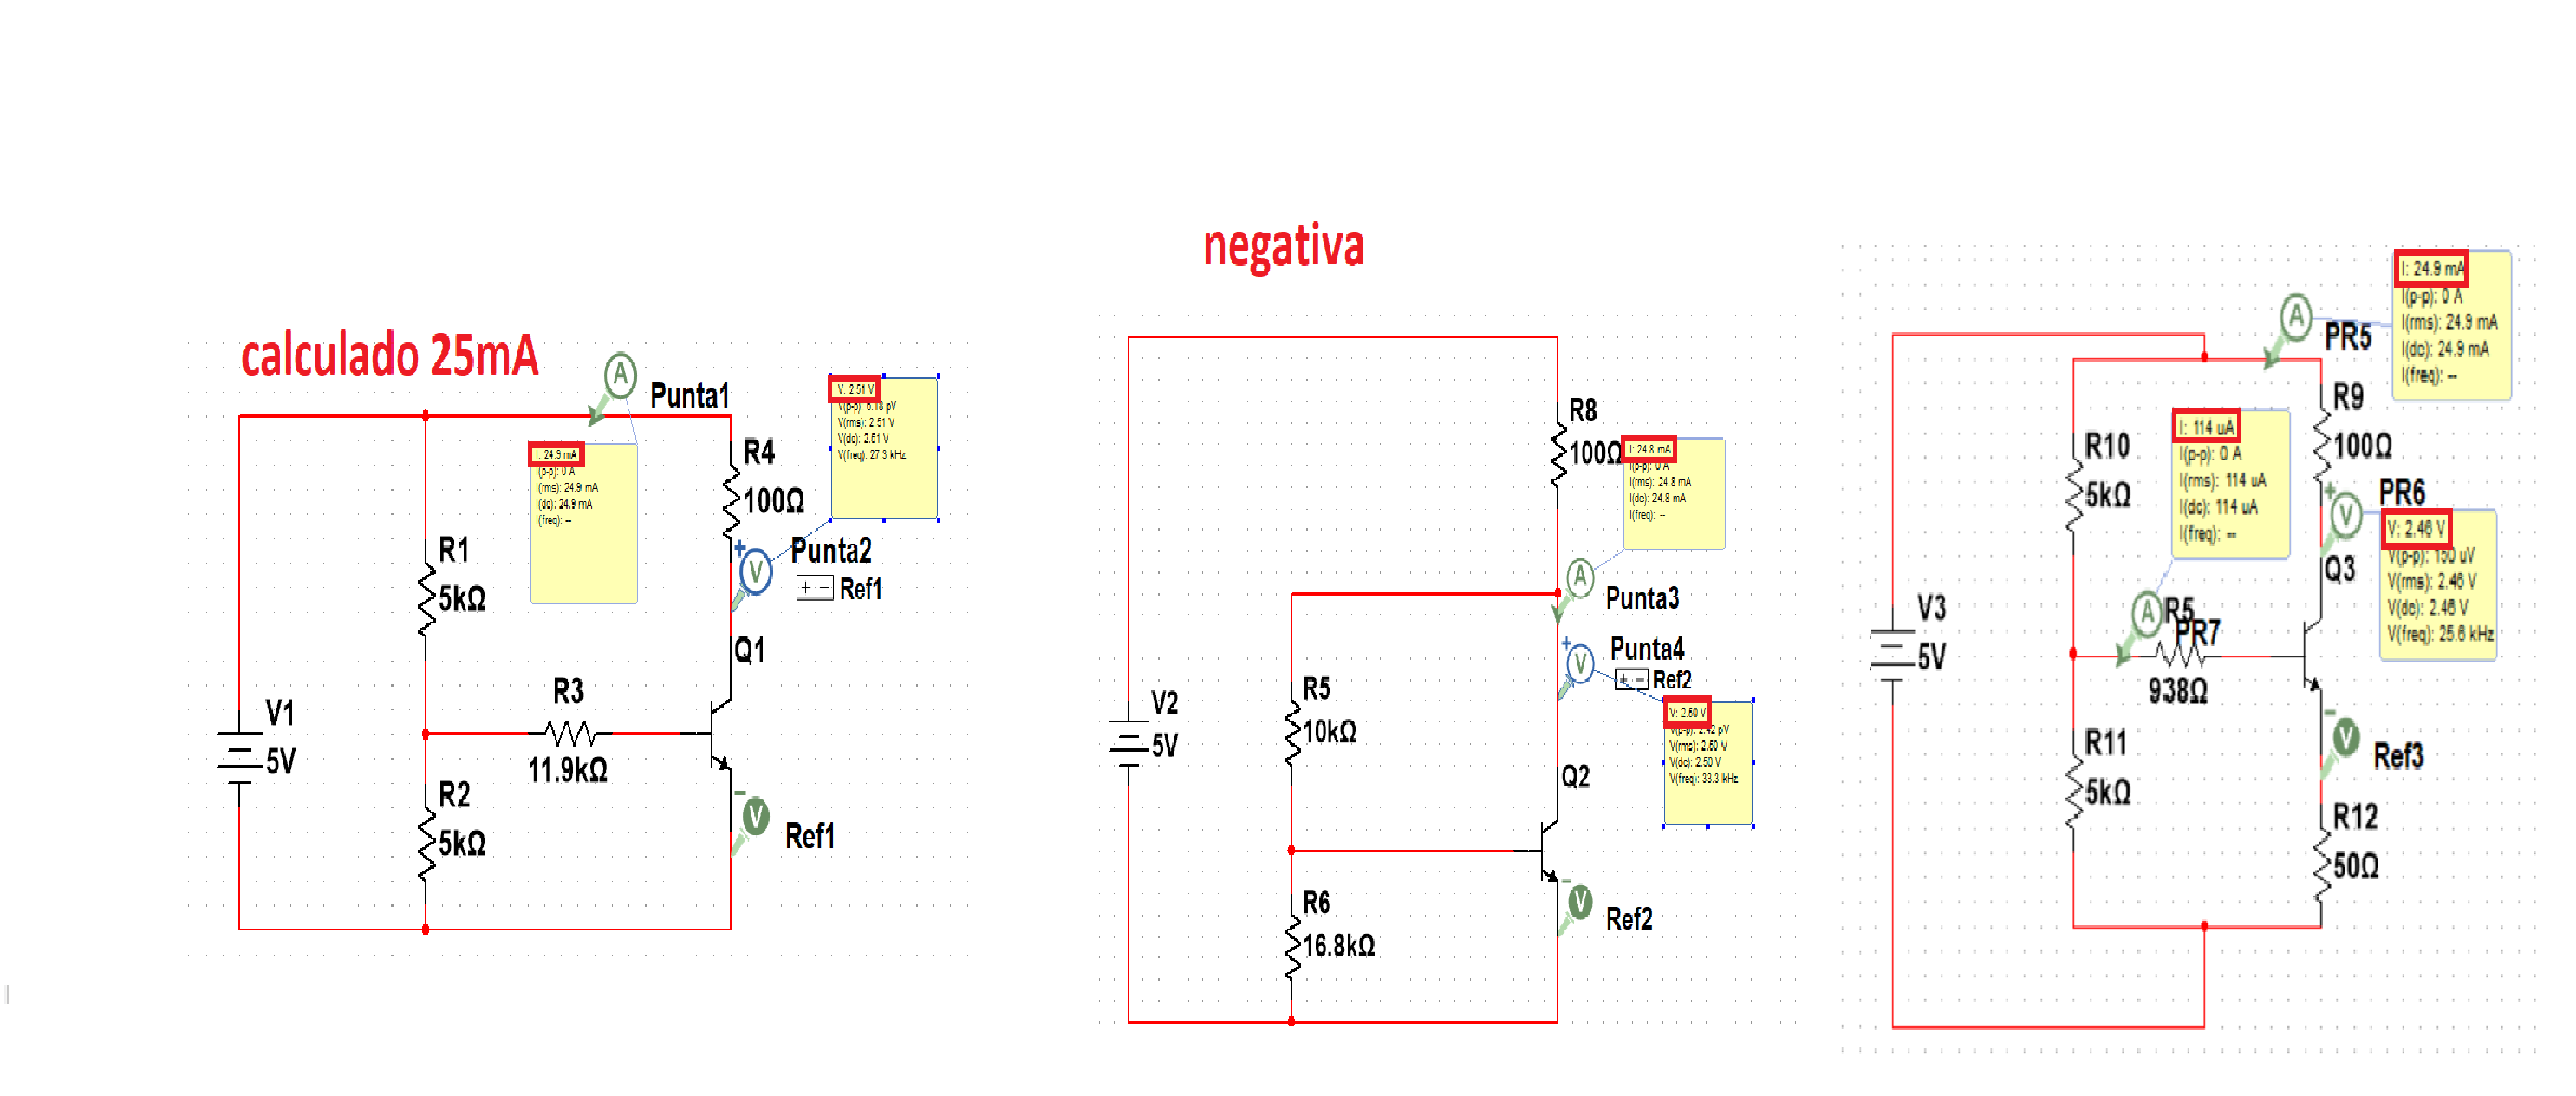 calculado 25mA
Punta1
I: 24.9 mA
I(p-p): 0 A
I(rms): 24.9 mA
I(dc): 24.9 mA
I(freq): --
V: 2.51 V
V(p-p): 6.18 pV
V(rms): 2.51 V
V(dc): 2.51 V
V(freq): 27.3 kHz
R4
100Ω
Punta2
+ − Ref1
R1
5kΩ
Q1
R3
11.9kΩ
V1
5V
R2
5kΩ
Ref1
negativa
R8
100Ω
I: 24.8 mA
I(p-p): 0 A
I(rms): 24.8 mA
I(dc): 24.8 mA
I(freq): --
Punta3
Punta4
+ − Ref2
V: 2.50 V
V(rms): 2.50 V
V(dc): 2.50 V
V(freq): 33.3 kHz
R5
10kΩ
V2
5V
Q2
R6
16.8kΩ
Ref2
I: 24.9 mA
I(p-p): 0 A
I(rms): 24.9 mA
I(dc): 24.9 mA
I(freq): --
PR5
R9
100Ω
I: 114 uA
I(p-p): 0 A
I(rms): 114 uA
I(dc): 114 uA
I(freq): --
R10
5kΩ
PR6
V: 2.46 V
V(p-p): 150 uV
V(rms): 2.46 V
V(dc): 2.46 V
V(freq): 25.6 kHz
Q3
V3
5V
R5
PR7
938Ω
R11
5kΩ
Ref3
R12
50Ω